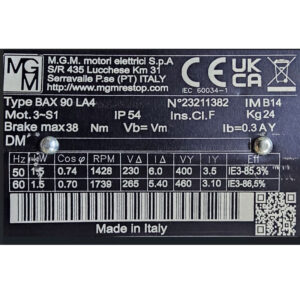 MGM
M.G.M. motori elettrici S.p.A
S/R 435 Lucchese Km 31
Serravalle P.se (PT) ITALY
www.mgmrestop.com
CE UK CA
IEC 60034-1
Type BAX 90 LA4 N°23211382 IM B14
Mot.3~S1 IP 54 Ins.Cl.F Kg 24
Brake max38 Nm Vb= Vm= Ib=0.3 AY
DM
Hz kW Cos φ RPM V Δ I Δ VY IY Eff
50 1.5 0.74 1428 230 6.0 400 3.5 IE3-85,3%
60 1.5 0.70 1739 265 5.40 460 3.10 IE3-86,5%
Made in Italy